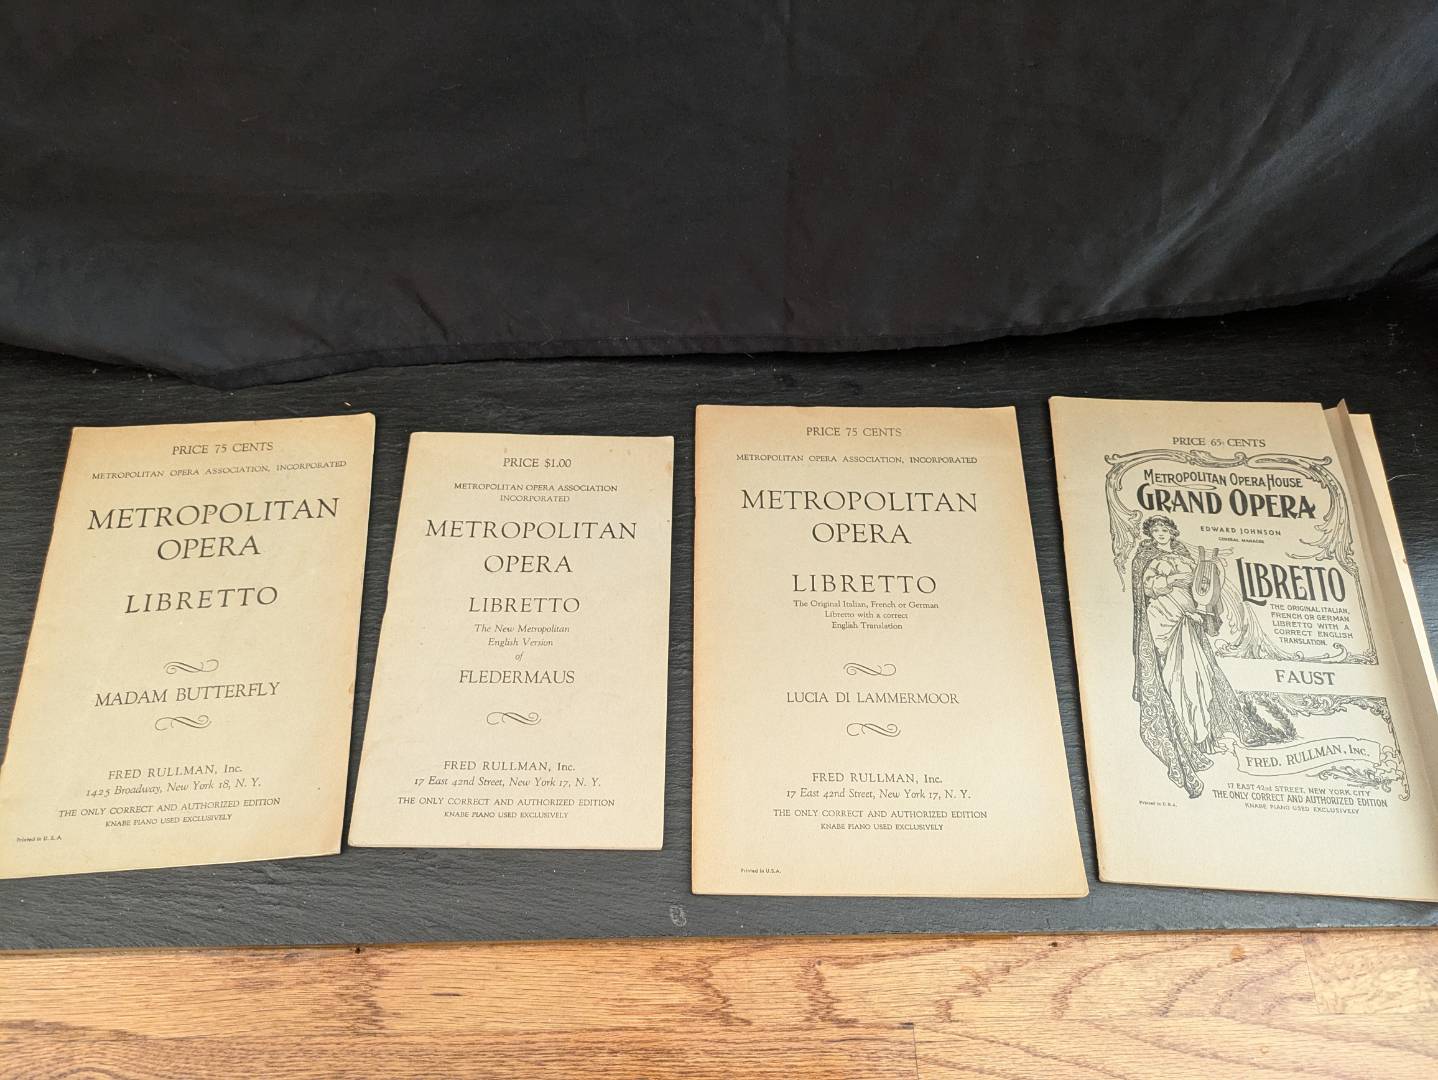 PRICE 75 CENTS
METROPOLITAN OPERA ASSOCIATION, INCORPORATED
METROPOLITAN
OPERA
LIBRETTO
MADAM BUTTERFLY
FRED RULLMAN, Inc.
1425 Broadway, New York 18, N. Y.
THE ONLY CORRECT AND AUTHORIZED EDITION
KNABE PIANO USED EXCLUSIVELY
Printed in U. S. A.
PRICE $1.00
METROPOLITAN OPERA ASSOCIATION
INCORPORATED
METROPOLITAN
OPERA
LIBRETTO
The New Metropolitan
English Version
of
FLEDERMAUS
FRED RULLMAN, Inc.
17 East 42nd Street, New York 17, N. Y.
THE ONLY CORRECT AND AUTHORIZED EDITION
KNABE PIANO USED EXCLUSIVELY
PRICE 75 CENTS
METROPOLITAN OPERA ASSOCIATION, INCORPORATED
METROPOLITAN
OPERA
LIBRETTO
The Original Italian, French or German
Libretto with a correct
English Translation
LUCIA DI LAMMERMOOR
FRED RULLMAN, Inc.
17 East 42nd Street, New York 17, N. Y.
THE ONLY CORRECT AND AUTHORIZED EDITION
KNABE PIANO USED EXCLUSIVELY
Printed in U.S.A.
PRICE 65 CENTS
METROPOLITAN OPERA HOUSE
GRAND OPERA
EDWARD JOHNSON
GENERAL MANAGER
LIBRETTO
THE ORIGINAL ITALIAN,
FRENCH OR GERMAN
LIBRETTO WITH A
CORRECT ENGLISH
TRANSLATION.
FAUST
FRED. RULLMAN, Inc.
17 EAST 42nd STREET, NEW YORK CITY
THE ONLY CORRECT AND AUTHORIZED EDITION
KNABE PIANO USED EXCLUSIVELY
Printed in U.S.A.